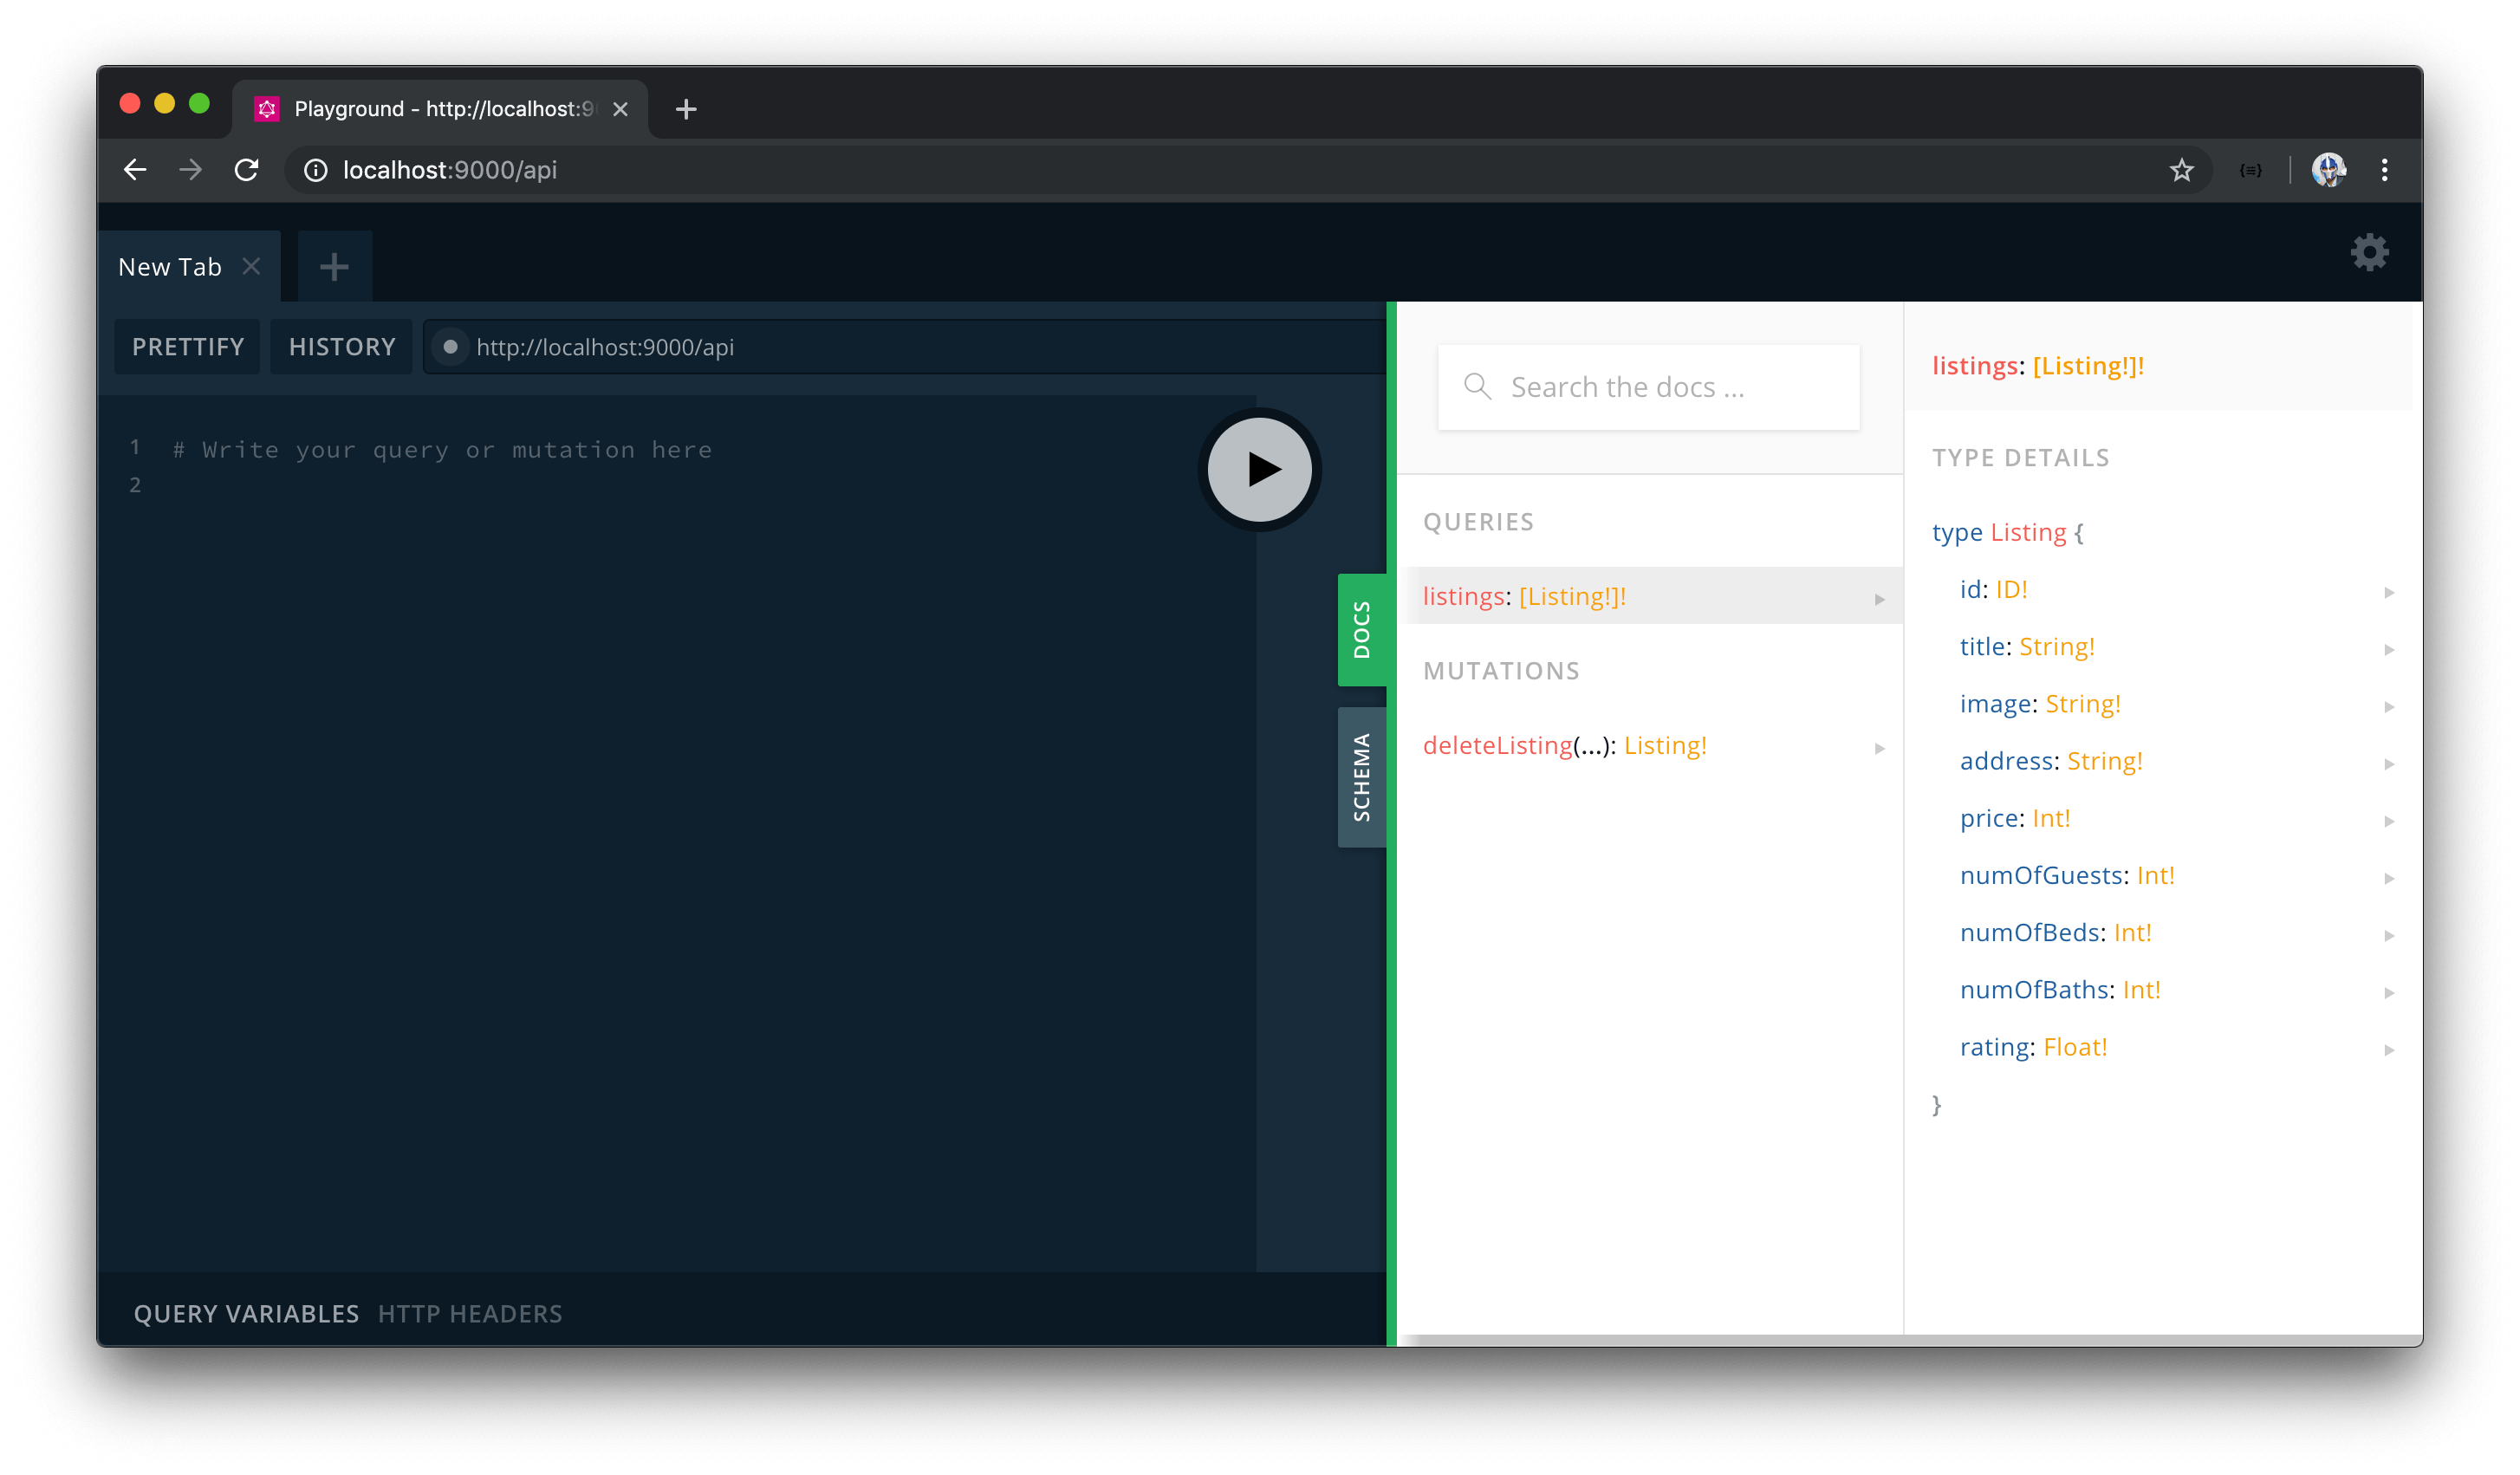 Playground - http://localhost:9
localhost:9000/api
New Tab
PRETTIFY
HISTORY
http://localhost:9000/api
1 # Write your query or mutation here
2
QUERY VARIABLES HTTP HEADERS
DOCS
SCHEMA
Search the docs ...
QUERIES
listings: [Listing!]!
MUTATIONS
deleteListing(...): Listing!
listings: [Listing!]!
TYPE DETAILS
type Listing {
id: ID!
title: String!
image: String!
address: String!
price: Int!
numOfGuests: Int!
numOfBeds: Int!
numOfBaths: Int!
rating: Float!
}